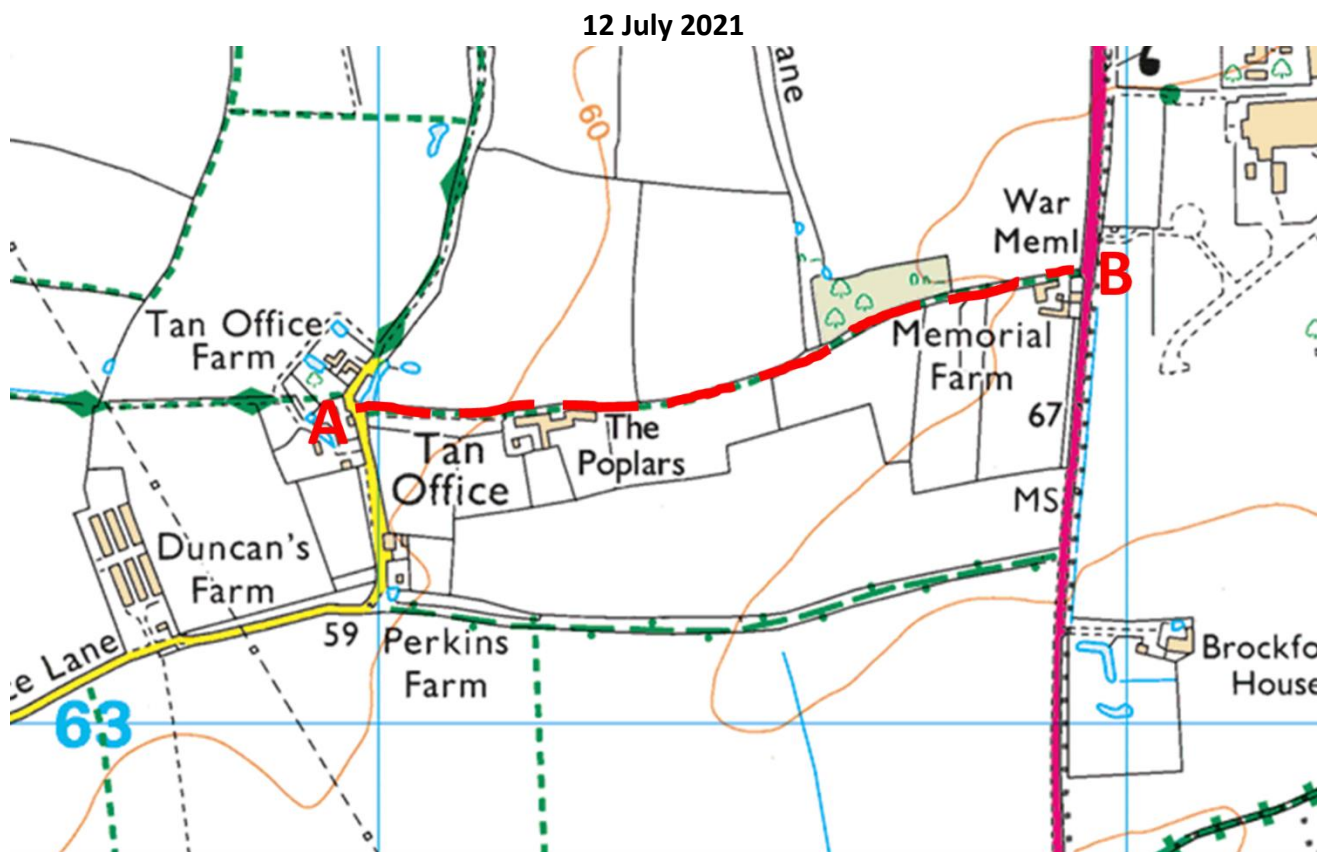 12 July 2021
ane
60
War
Meml
B
Tan Office
Farm
Memorial
Farm
A
67
The
Poplars
Tan
Office
MS
Duncan's
Farm
59
Perkins
Farm
e Lane
Brockfo
House
63